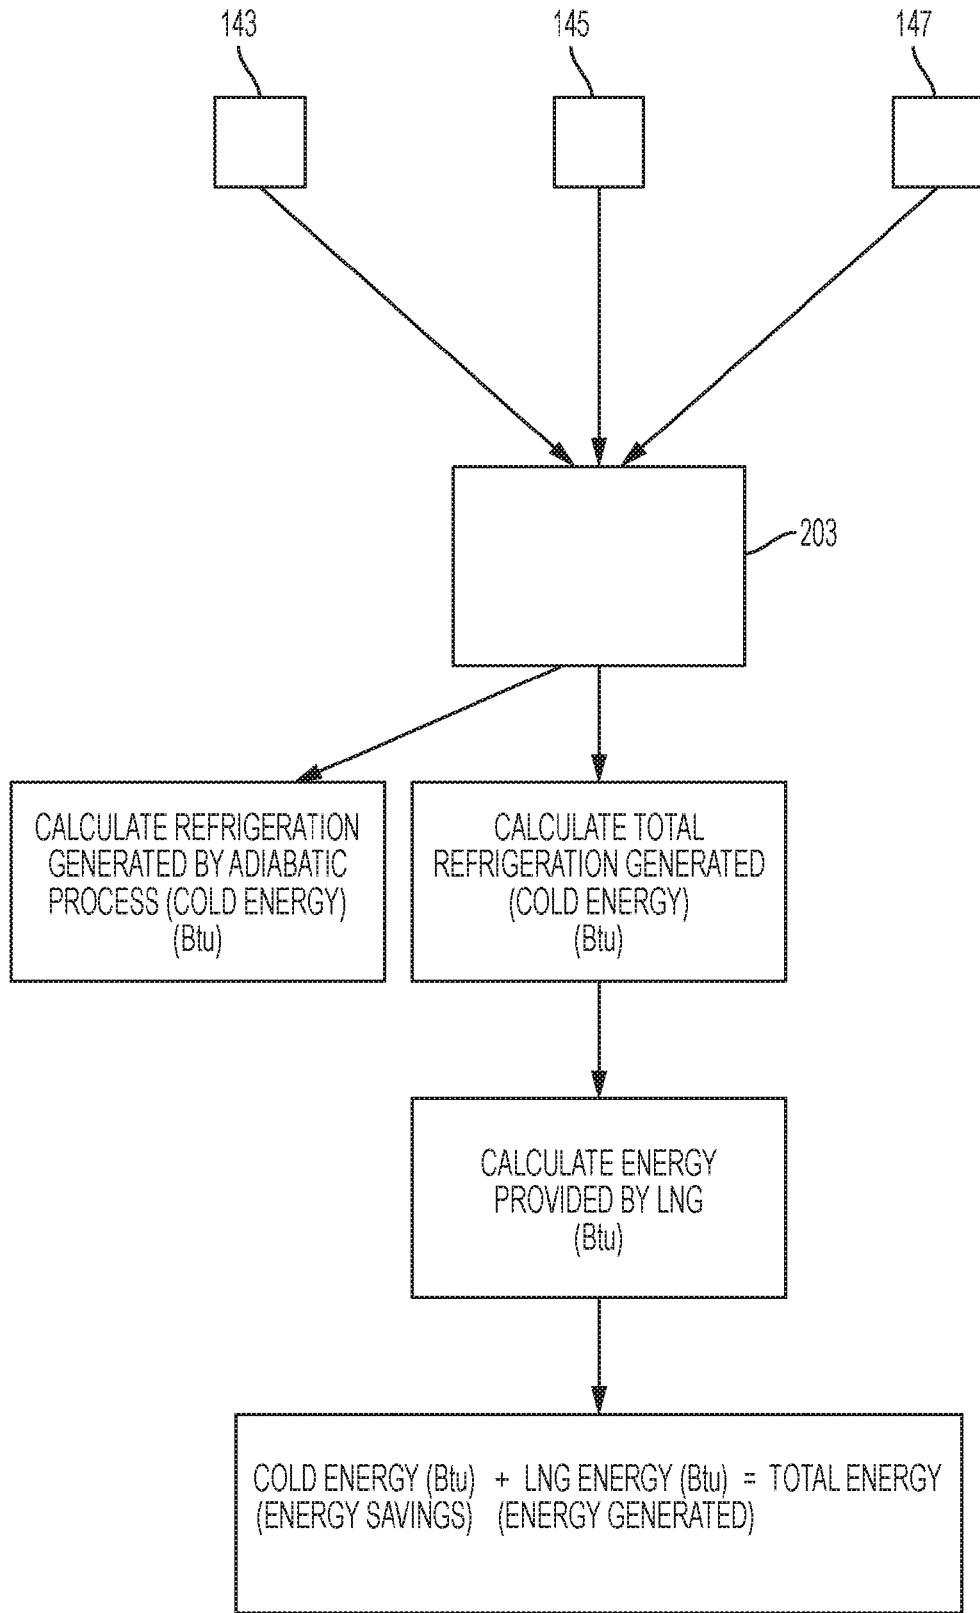 143
145
147
203
CALCULATE REFRIGERATION
GENERATED BY ADIABATIC
PROCESS (COLD ENERGY)
(Btu)
CALCULATE TOTAL
REFRIGERATION GENERATED
(COLD ENERGY)
(Btu)
CALCULATE ENERGY
PROVIDED BY LNG
(Btu)
COLD ENERGY (Btu) + LNG ENERGY (Btu) = TOTAL ENERGY
(ENERGY SAVINGS) (ENERGY GENERATED)